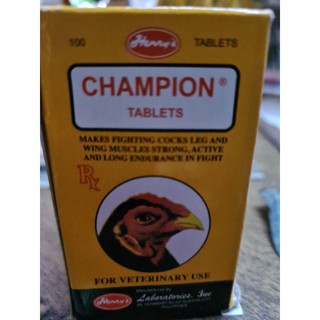 100 Henry's TABLETS
CHAMPION®
TABLETS
MAKES FIGHTING COCKS LEG AND
WING MUSCLES STRONG, ACTIVE
AND LONG ENDURANCE IN FIGHT
Rx
FOR VETERINARY USE
Manufactured By
Henry's Laboratories, Inc